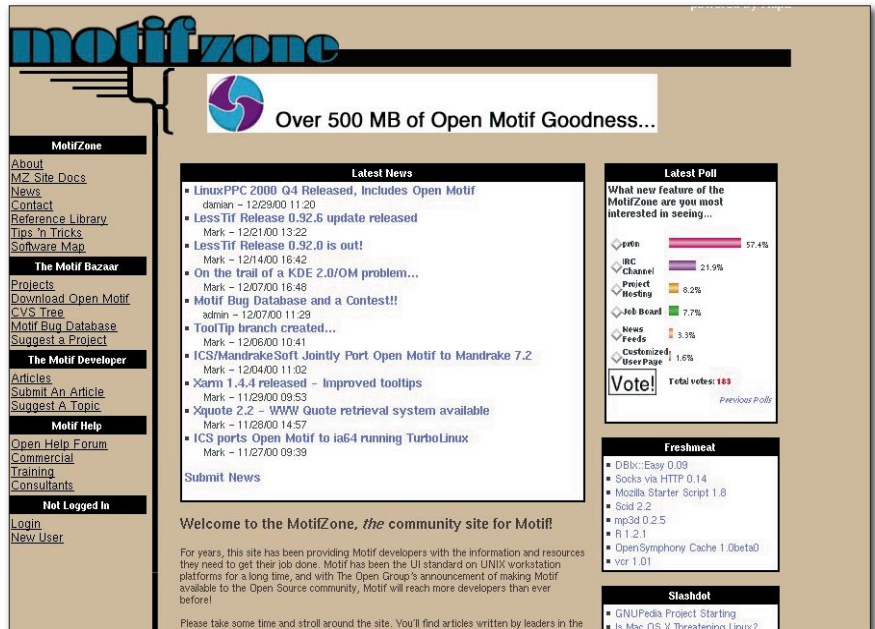 powered by
motifzone
Over 500 MB of Open Motif Goodness...
MotifZone
About
MZ Site Docs
News
Contact
Reference Library
Tips 'n Tricks
Software Map
The Motif Bazaar
Projects
Download Open Motif
CVS Tree
Motif Bug Database
Suggest a Project
The Motif Developer
Articles
Submit An Article
Suggest A Topic
Motif Help
Open Help Forum
Commercial
Training
Consultants
Not Logged In
Login
New User
Latest News
LinuxPPC 2000 Q4 Released, Includes Open Motif
damian - 12/29/00 11:20
LessTif Release 0.92.6 update released
Mark - 12/21/00 13:22
LessTif Release 0.92.0 is out!
Mark - 12/14/00 16:42
On the trail of a KDE 2.0/OM problem...
Mark - 12/07/00 16:48
Motif Bug Database and a Contest!!
admin - 12/07/00 11:29
ToolTip branch created...
Mark - 12/06/00 10:41
ICS/MandrakeSoft Jointly Port Open Motif to Mandrake 7.2
Mark - 12/04/00 11:02
Xarm 1.4.4 released - Improved tooltips
Mark - 11/29/00 09:53
Xquote 2.2 - WWW Quote retrieval system available
Mark - 11/28/00 14:57
ICS ports Open Motif to ia64 running TurboLinux
Mark - 11/27/00 09:39
Submit News
Welcome to the MotifZone, the community site for Motif!
For years, this site has been providing Motif developers with the information and resources
they need to get their job done. Motif has been the UI standard on UNIX workstation
platforms for a long time, and with The Open Group's announcement of making Motif
available to the Open Source community, Motif will reach more developers than ever
before!
Please take some time and stroll around the site. You'll find articles written by leaders in the
Latest Poll
What new feature of the
MotifZone are you most
interested in seeing...
pr0n 57.4%
IRC
Channel 21.9%
Project
Hosting 8.2%
Job Board 7.7%
News
Feeds 3.3%
Customized
User Page 1.6%
Vote! Total votes: 183
Previous Polls
Freshmeat
DBIx::Easy 0.09
Socks via HTTP 0.14
Mozilla Starter Script 1.8
Scid 2.2
mp3d 0.2.5
R 1.2.1
OpenSymphony Cache 1.0beta0
vcr 1.01
Slashdot
GNUPedia Project Starting
Is Mac OS X Threatening Linux?